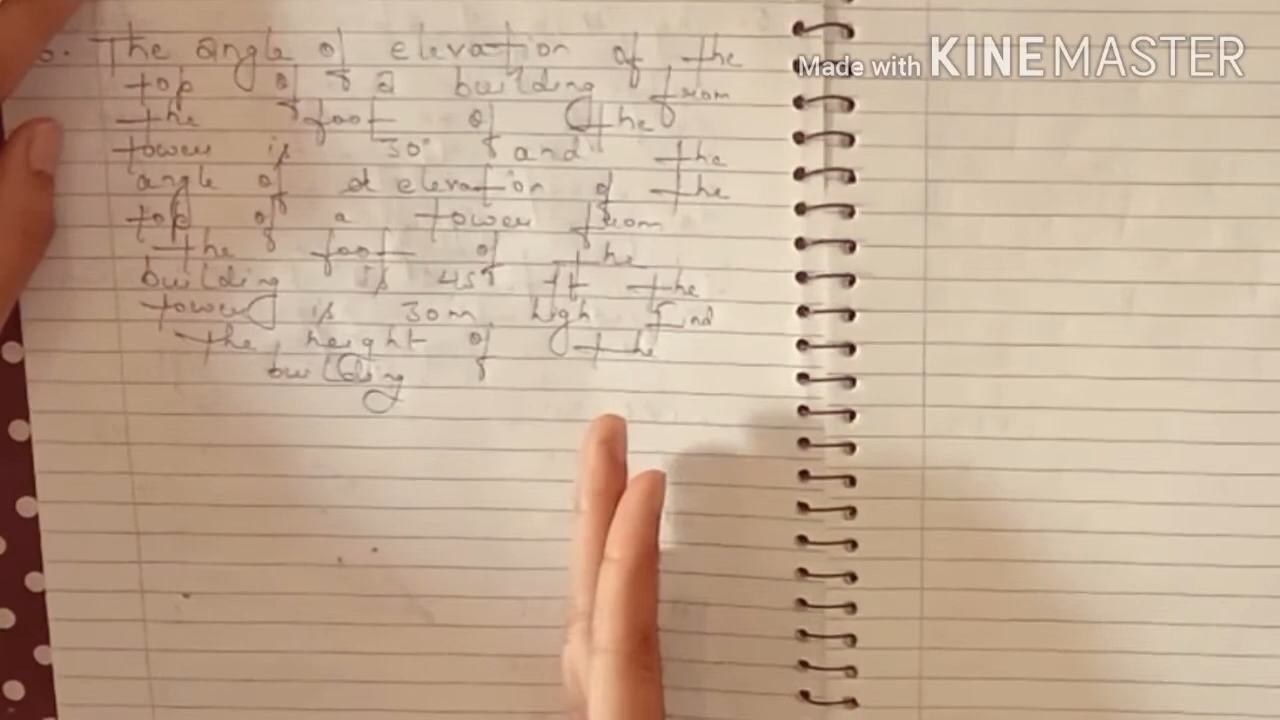 Made with KINEMASTER
6. The angle of elevation of the
top of a building from
the foot of the
tower is 30° and the
angle of elevation of the
top of a tower from
the foot of the
building is 45° If the
tower is 30m high find
the height of the
building